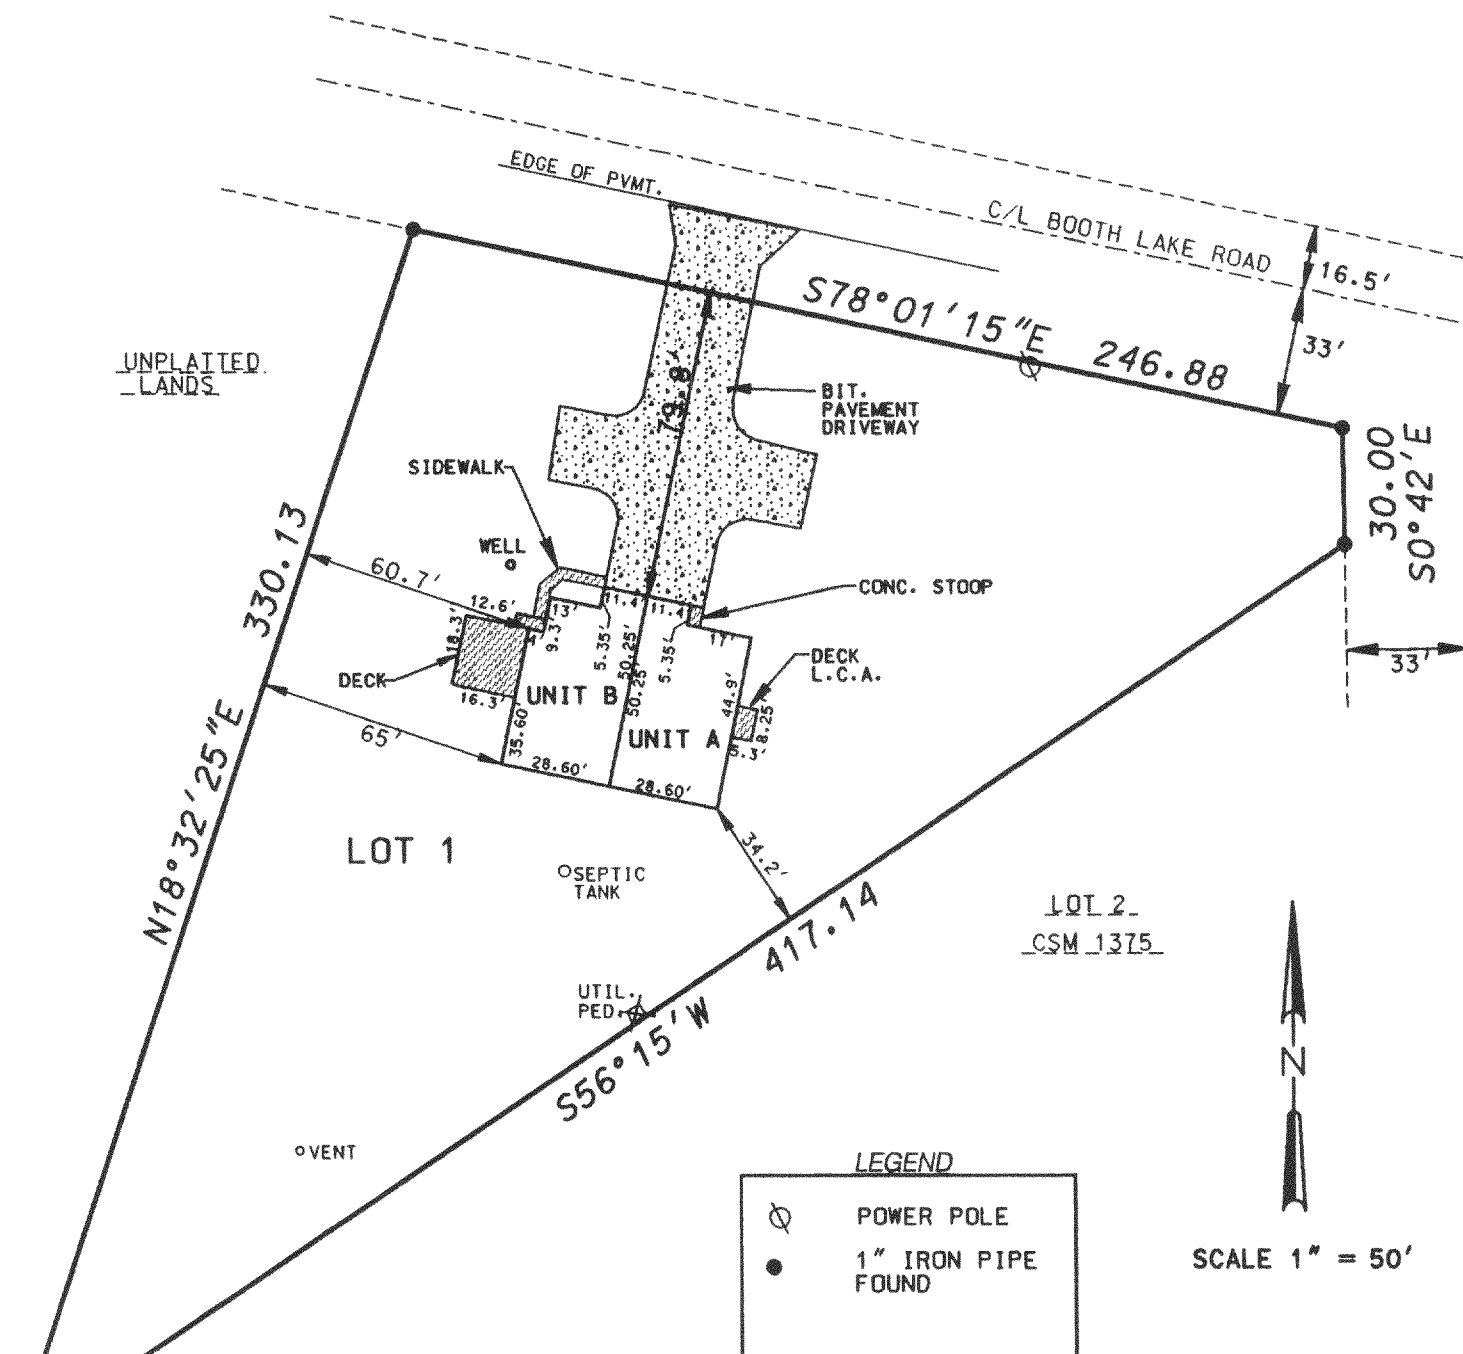 EDGE OF PVMT.
C/L BOOTH LAKE ROAD
16.5'
33'
S78°01'15"E 246.88
UNPLATTED
LANDS
79.8'
BIT.
PAVEMENT
DRIVEWAY
30.00
S0°42'E
33'
SIDEWALK
WELL
330.13
N18°32'25"E
60.7'
12.6'
13'
11.4'
11.4'
CONC. STOOP
18.3'
4'
9.3'
5.35'
50.25'
50.25'
5.35'
17'
DECK
L.C.A.
DECK
16.3'
UNIT B
44.9'
8.25'
5.3'
UNIT A
35.60'
65'
28.60'
28.60'
34.2'
LOT 1
SEPTIC
TANK
417.14
S56°15'W
LOT 2
CSM 1375
UTIL.
PED.
N
VENT
LEGEND
POWER POLE
1" IRON PIPE
FOUND
SCALE 1" = 50'